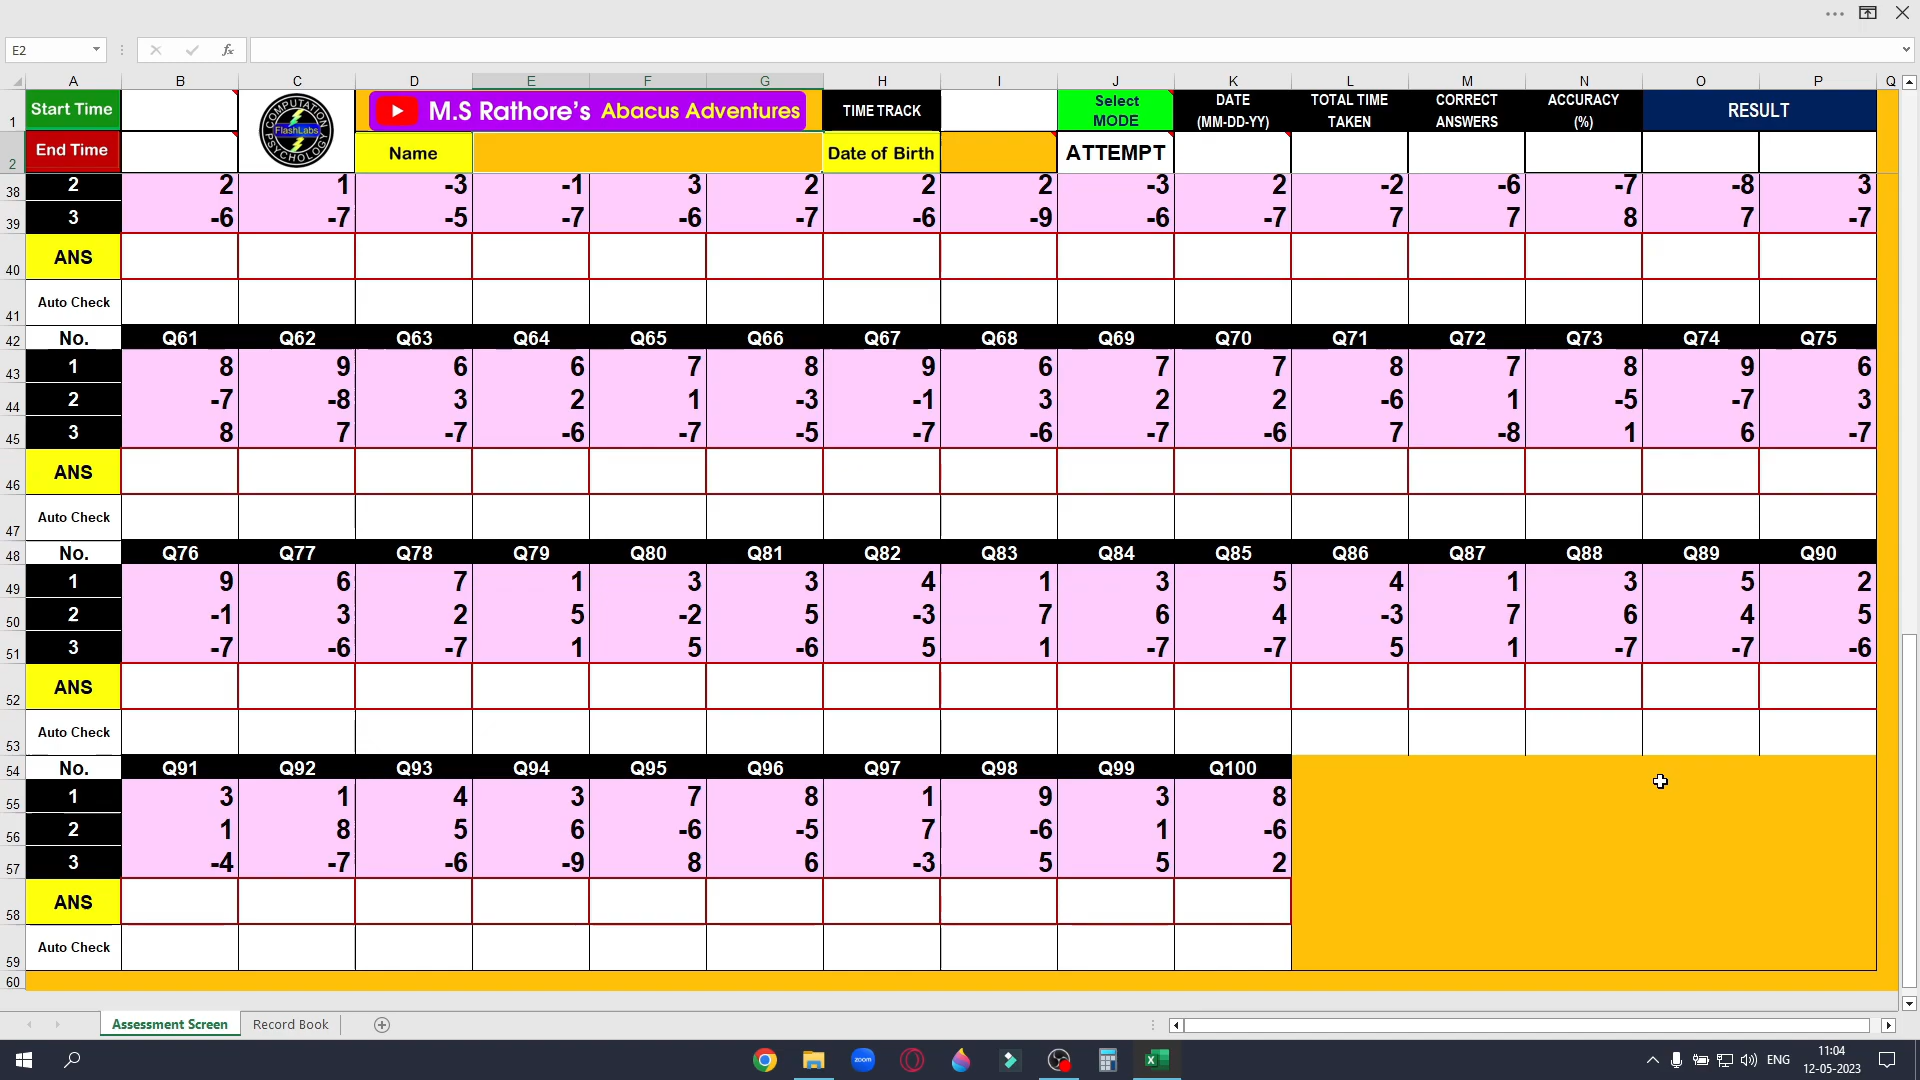 E2
fx
A B C D E F G H I J K L M N O P Q
1 Start Time M.S Rathore's Abacus Adventures TIME TRACK Select MODE DATE (MM-DD-YY) TOTAL TIME TAKEN CORRECT ANSWERS ACCURACY (%) RESULT
COMPUTATION FlashLabs PSYCHOLOGY
2 End Time Name Date of Birth ATTEMPT
38 2 2 1 -3 -1 3 2 2 2 -3 2 -2 -6 -7 -8 3
39 3 -6 -7 -5 -7 -6 -7 -6 -9 -6 -7 7 7 8 7 -7
40 ANS
41 Auto Check
42 No. Q61 Q62 Q63 Q64 Q65 Q66 Q67 Q68 Q69 Q70 Q71 Q72 Q73 Q74 Q75
43 1 8 9 6 6 7 8 9 6 7 7 8 7 8 9 6
44 2 -7 -8 3 2 1 -3 -1 3 2 2 -6 1 -5 -7 3
45 3 8 7 -7 -6 -7 -5 -7 -6 -7 -6 7 -8 1 6 -7
46 ANS
47 Auto Check
48 No. Q76 Q77 Q78 Q79 Q80 Q81 Q82 Q83 Q84 Q85 Q86 Q87 Q88 Q89 Q90
49 1 9 6 7 1 3 3 4 1 3 5 4 1 3 5 2
50 2 -1 3 2 5 -2 5 -3 7 6 4 -3 7 6 4 5
51 3 -7 -6 -7 1 5 -6 5 1 -7 -7 5 1 -7 -7 -6
52 ANS
53 Auto Check
54 No. Q91 Q92 Q93 Q94 Q95 Q96 Q97 Q98 Q99 Q100
55 1 3 1 4 3 7 8 1 9 3 8
56 2 1 8 5 6 -6 -5 7 -6 1 -6
57 3 -4 -7 -6 -9 8 6 -3 5 5 2
58 ANS
59 Auto Check
60
Assessment Screen Record Book
zoom
ENG 11:04
12-05-2023